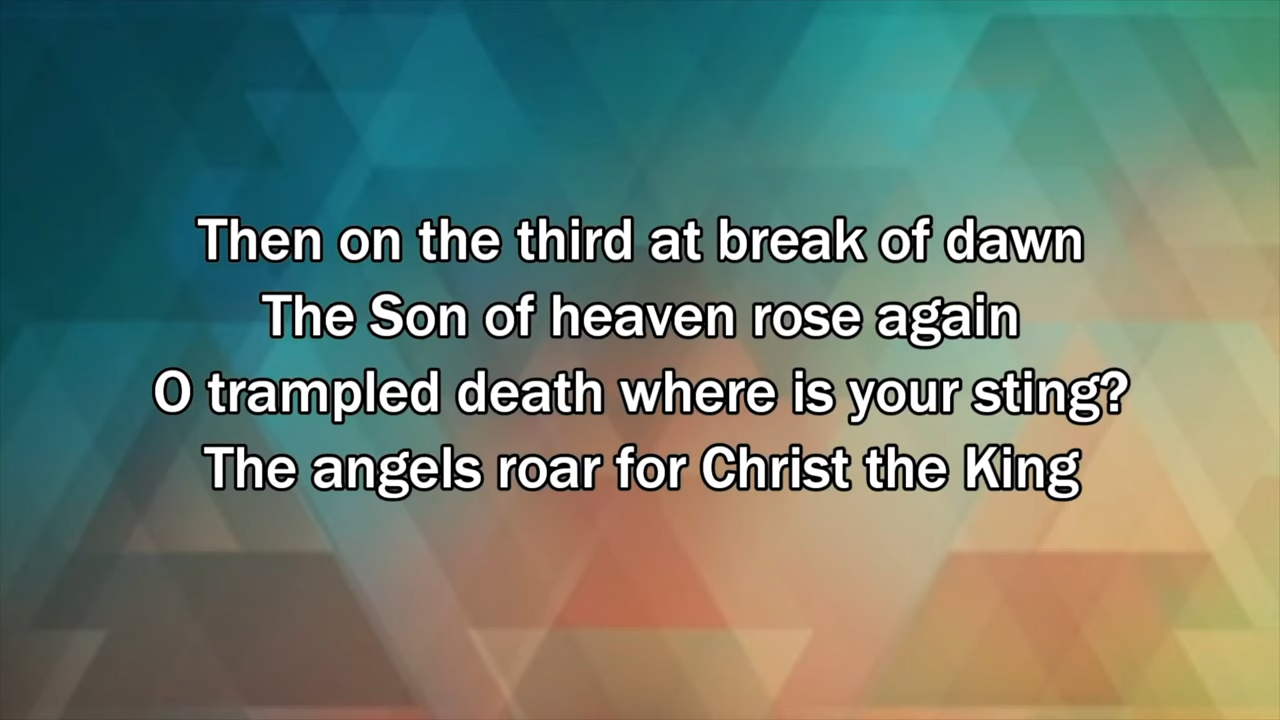 Then on the third at break of dawn
The Son of heaven rose again
O trampled death where is your sting?
The angels roar for Christ the King